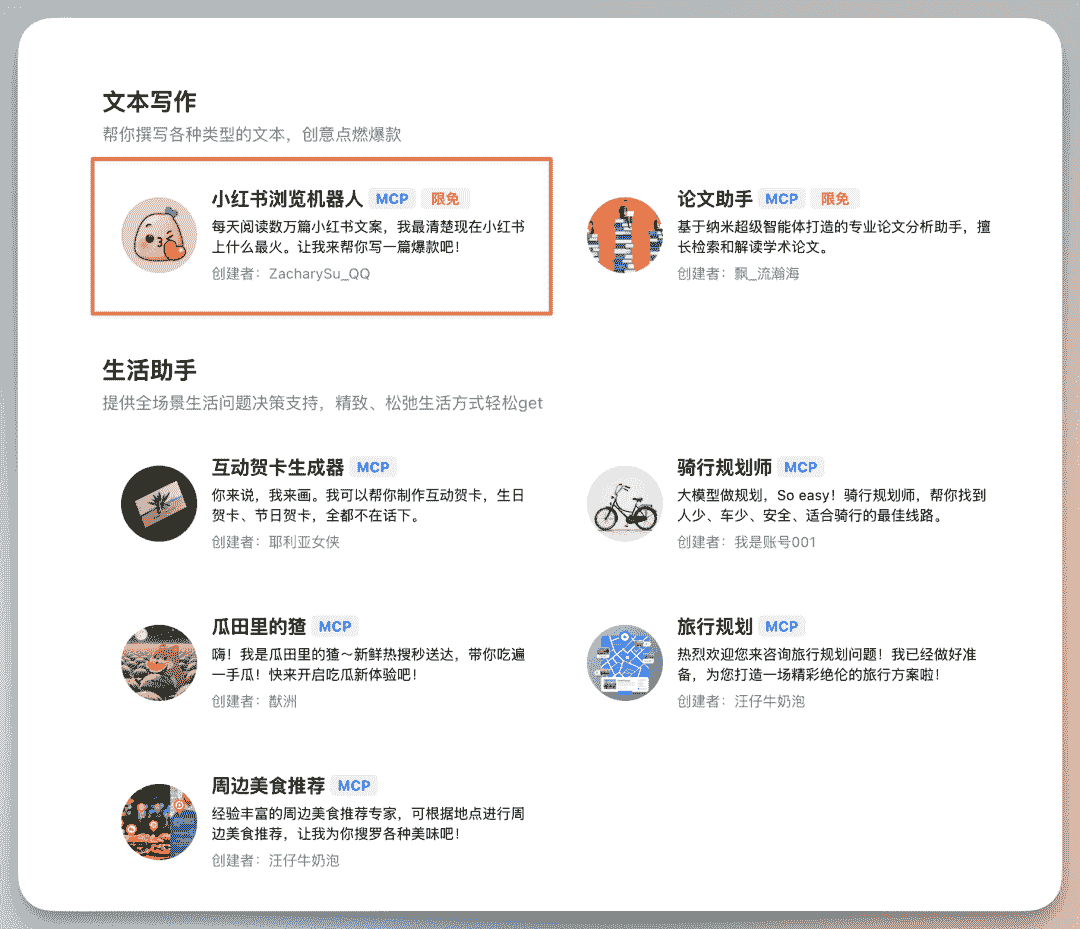 文本写作
帮你撰写各种类型的文本，创意点燃爆款
小红书浏览机器人 MCP 限免
每天阅读数万篇小红书文案，我最清楚现在小红书
上什么最火。让我来帮你写一篇爆款吧！
创建者：ZacharySu_QQ
论文助手 MCP 限免
基于纳米超级智能体打造的专业论文分析助手，擅
长检索和解读学术论文。
创建者：飘_流瀚海
生活助手
提供全场景生活问题决策支持，精致、松弛生活方式轻松get
互动贺卡生成器 MCP
你来说，我来画。我可以帮你制作互动贺卡，生日
贺卡、节日贺卡，全都不在话下。
创建者：耶利亚女侠
骑行规划师 MCP
大模型做规划，So easy！骑行规划师，帮你找到
人少、车少、安全、适合骑行的最佳线路。
创建者：我是账号001
瓜田里的猹 MCP
嗨！我是瓜田里的猹～新鲜热搜秒送达，带你吃遍
一手瓜！快来开启吃瓜新体验吧！
创建者：猷洲
旅行规划 MCP
热烈欢迎您来咨询旅行规划问题！我已经做好准
备，为您打造一场精彩绝伦的旅行方案啦！
创建者：汪仔牛奶泡
周边美食推荐 MCP
经验丰富的周边美食推荐专家，可根据地点进行周
边美食推荐，让我为你搜罗各种美味吧！
创建者：汪仔牛奶泡